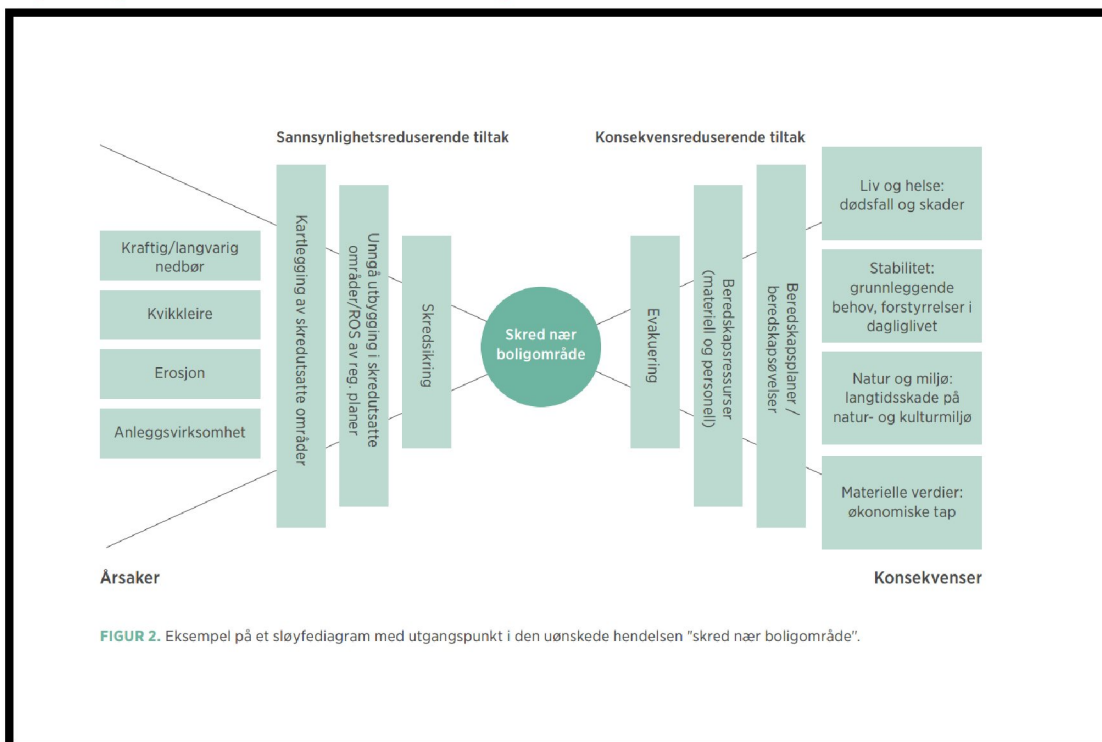 Sannsynlighetsreduserende tiltak
Konsekvensreduserende tiltak
Kraftig/langvarig
nedbør
Kvikkleire
Erosjon
Anleggsvirksomhet
Kartlegging av skredutsatte områder
Unngå utbygging i skredutsatte
områder/ROS av reg. planer
Skredsikring
Skred nær
boligområde
Evakuering
Beredskapsressurser
(materiell og personell)
Beredskapsplaner /
beredskapsøvelser
Liv og helse:
dødsfall og skader
Stabilitet:
grunnleggende
behov, forstyrrelser i
dagliglivet
Natur og miljø:
langtidsskade på
natur- og kulturmiljø
Materielle verdier:
økonomiske tap
Årsaker
Konsekvenser
FIGUR 2. Eksempel på et sløyfediagram med utgangspunkt i den uønskede hendelsen "skred nær boligområde".